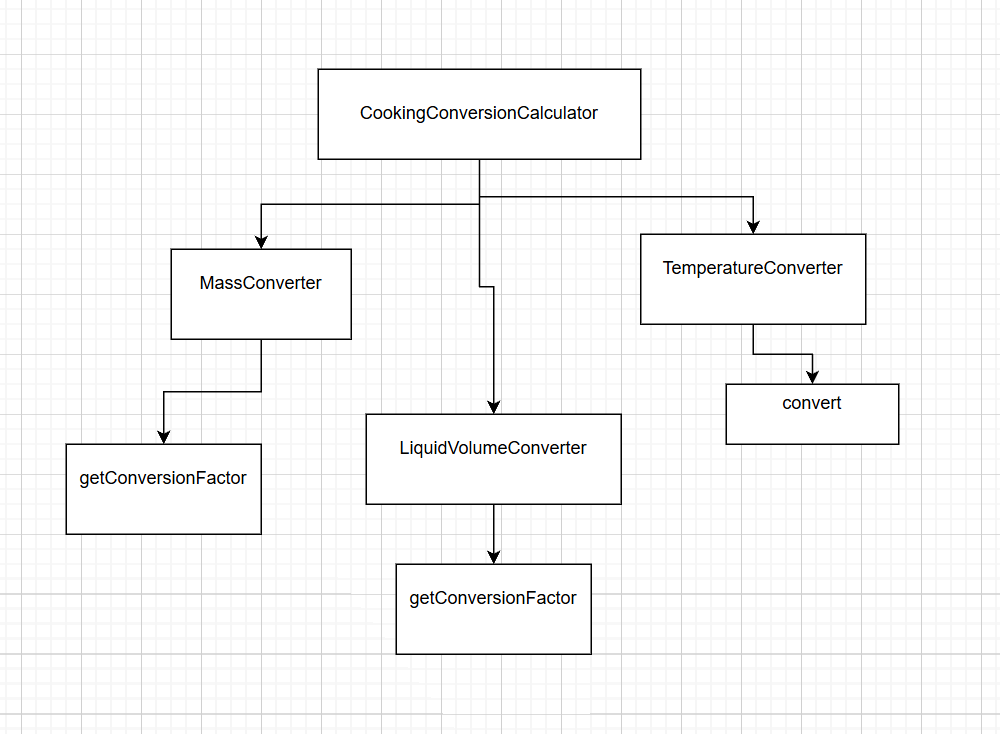 CookingConversionCalculator
MassConverter
TemperatureConverter
convert
LiquidVolumeConverter
getConversionFactor
getConversionFactor